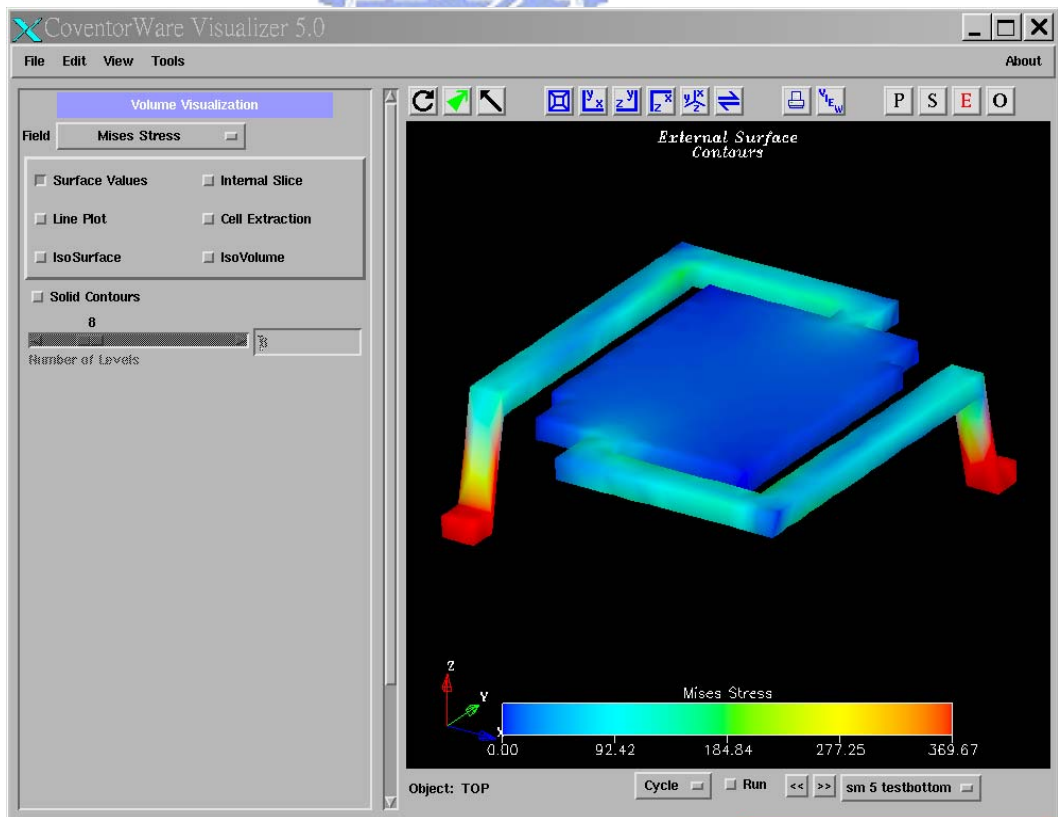 CoventorWare Visualizer 5.0
File Edit View Tools About
Volume Visualization
Field Mises Stress
Surface Values Internal Slice
Line Plot Cell Extraction
IsoSurface IsoVolume
Solid Contours
8
8
Number of Levels
y x z y z x y x z VIEW P S E O
External Surface
Contours
Z
Y
X
Mises Stress
0.00 92.42 184.84 277.25 369.67
Object: TOP Cycle Run << >> sm 5 testbottom